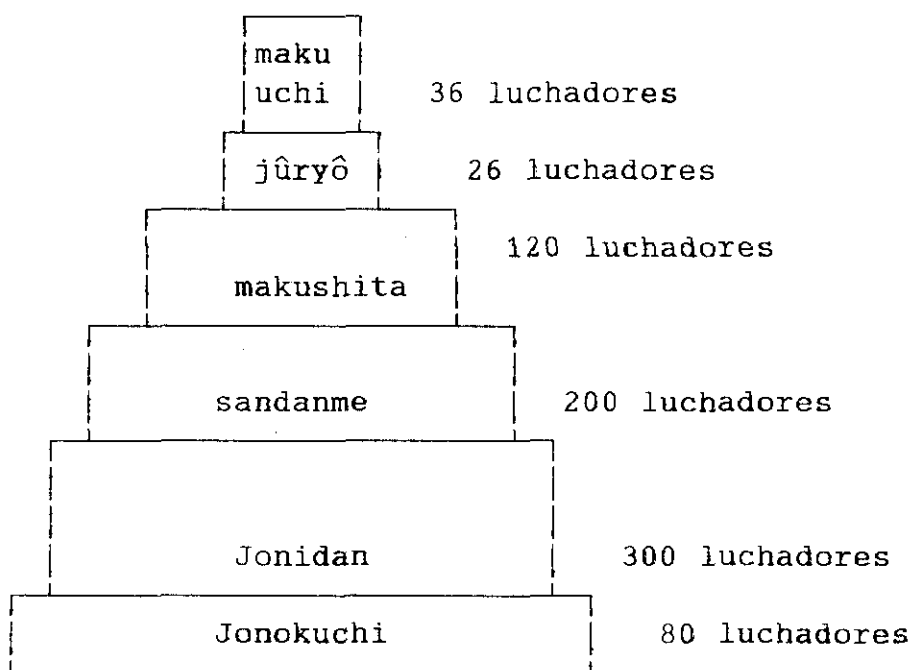 maku
uchi 36 luchadores
jûryô 26 luchadores
120 luchadores
makushita
sandanme 200 luchadores
Jonidan 300 luchadores
Jonokuchi 80 luchadores